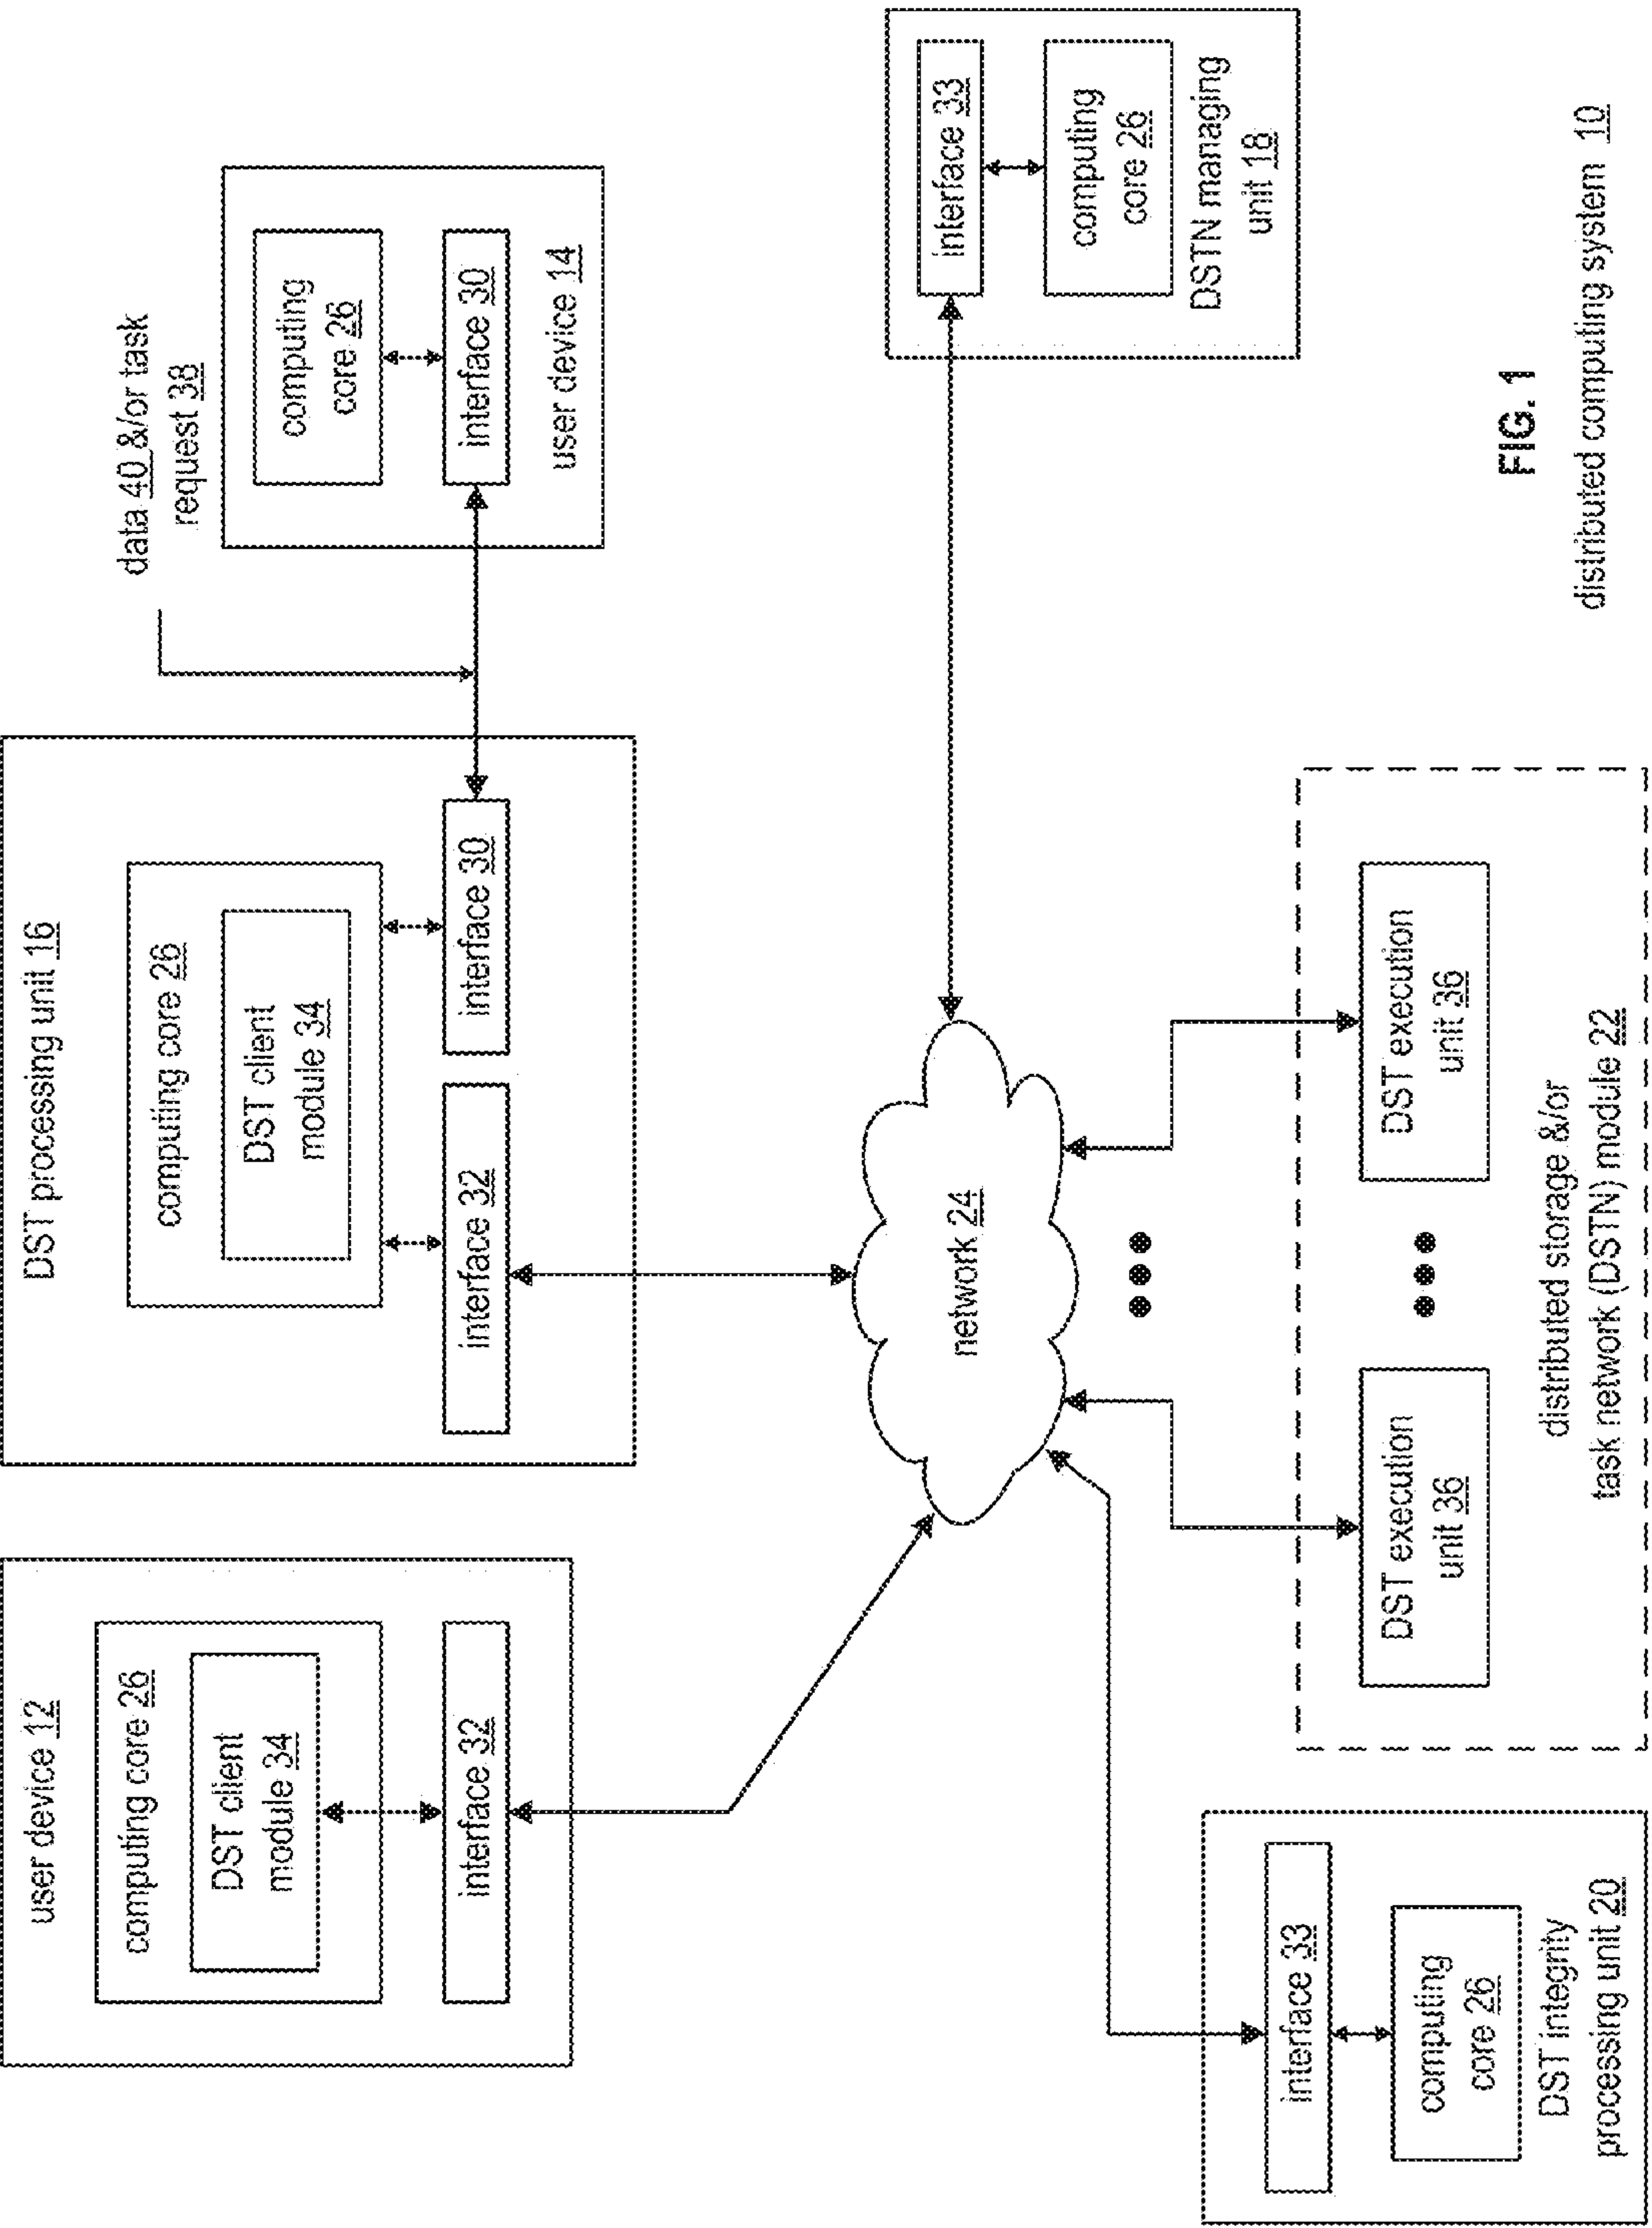 user device 12
computing core 26
DST client
module 34
interface 32
DST processing unit 16
computing core 26
DST client
module 34
interface 32
interface 30
data 40 &/or task
request 38
computing
core 26
interface 30
user device 14
network 24
interface 33
computing
core 26
DSTN managing
unit 18
interface 33
computing
core 26
DST integrity
processing unit 20
DST execution
unit 36
DST execution
unit 36
distributed storage &/or
task network (DSTN) module 22
FIG. 1
distributed computing system 10